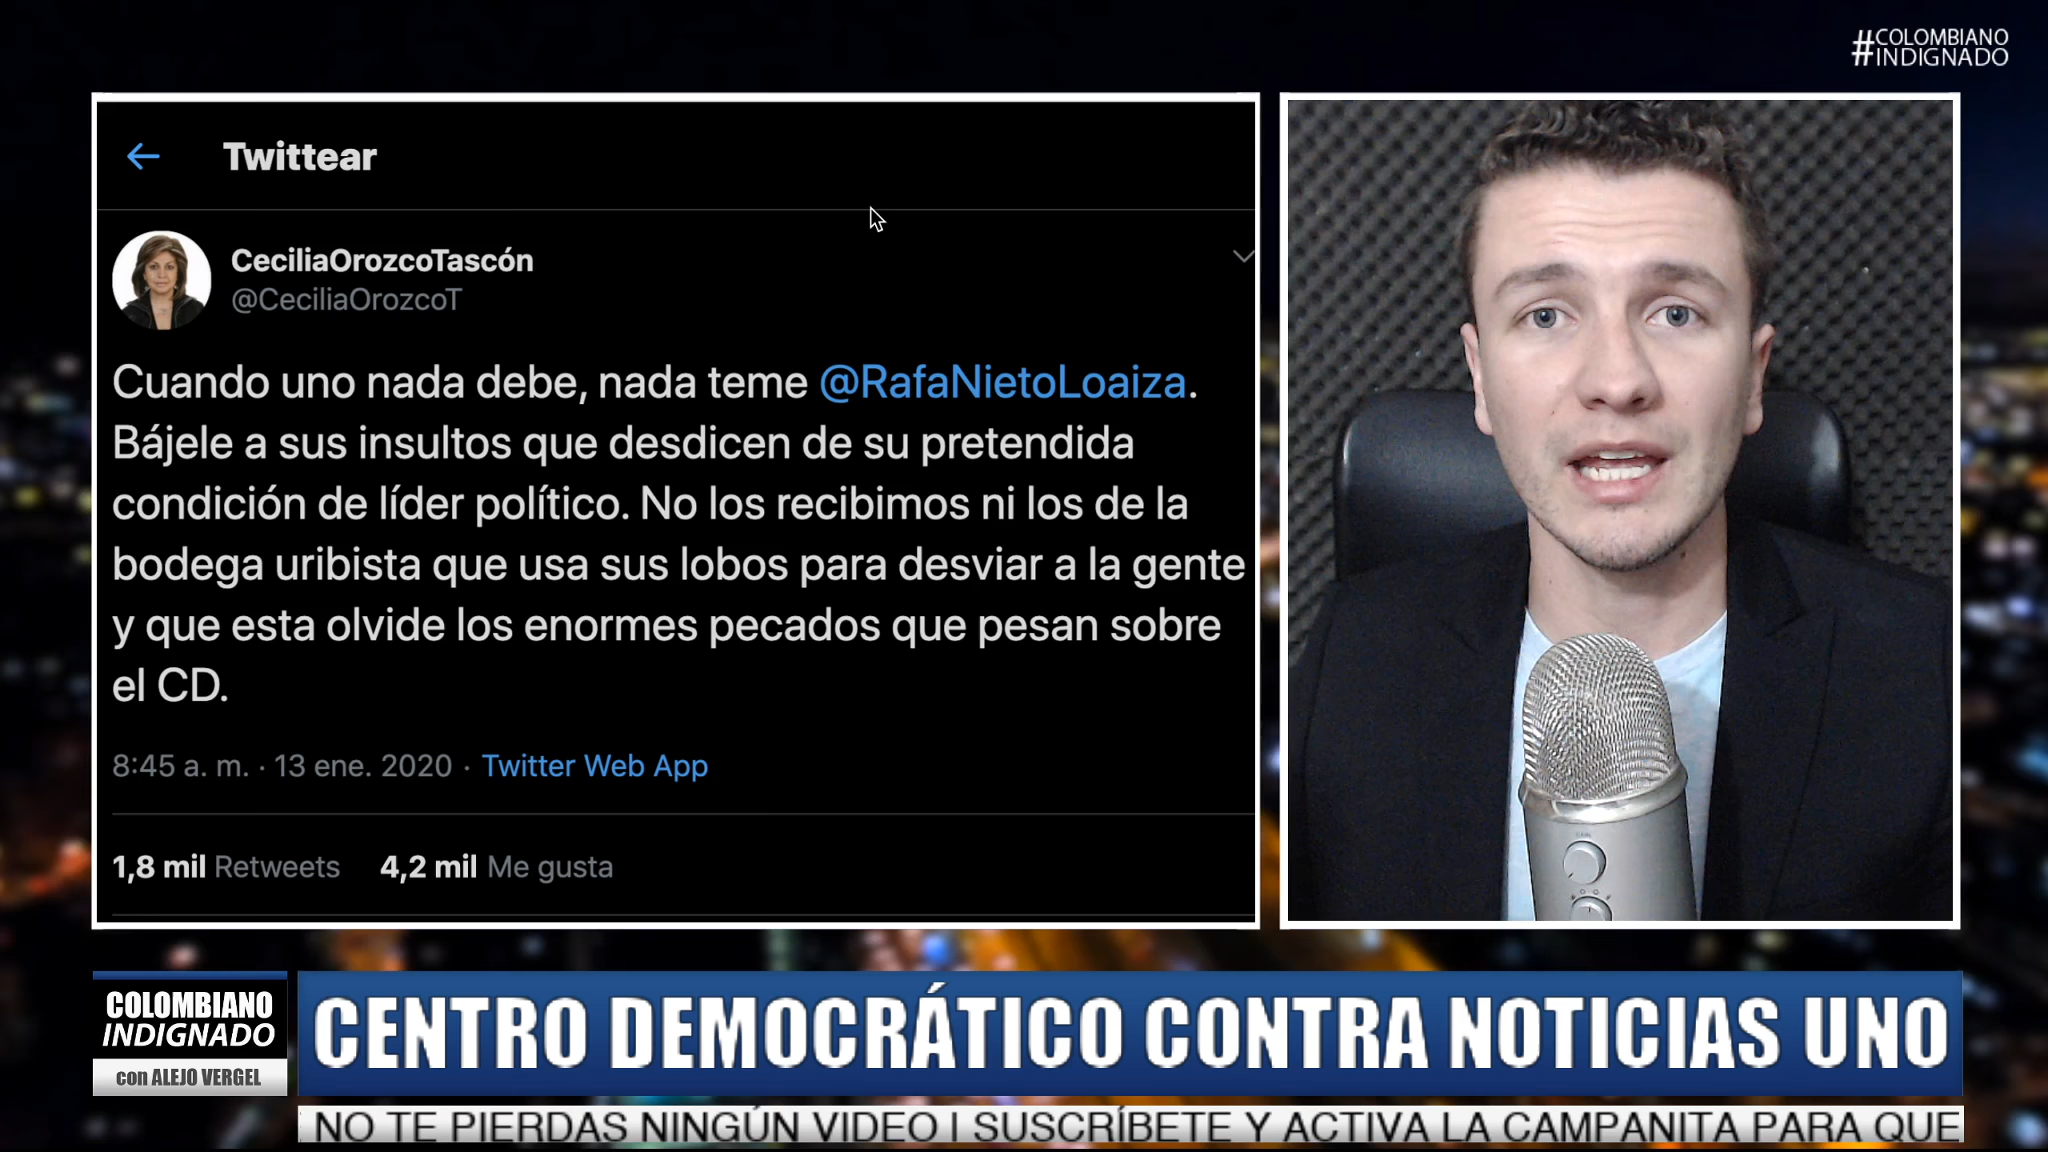 #COLOMBIANO
INDIGNADO
Twittear
CeciliaOrozcoTascón
@CeciliaOrozcoT
Cuando uno nada debe, nada teme @RafaNietoLoaiza.
Bájele a sus insultos que desdicen de su pretendida
condición de líder político. No los recibimos ni los de la
bodega uribista que usa sus lobos para desviar a la gente
y que esta olvide los enormes pecados que pesan sobre
el CD.
8:45 a. m. · 13 ene. 2020 · Twitter Web App
1,8 mil Retweets 4,2 mil Me gusta
COLOMBIANO
INDIGNADO
con ALEJO VERGEL
CENTRO DEMOCRÁTICO CONTRA NOTICIAS UNO
NO TE PIERDAS NINGÚN VIDEO | SUSCRÍBETE Y ACTIVA LA CAMPANITA PARA QUE